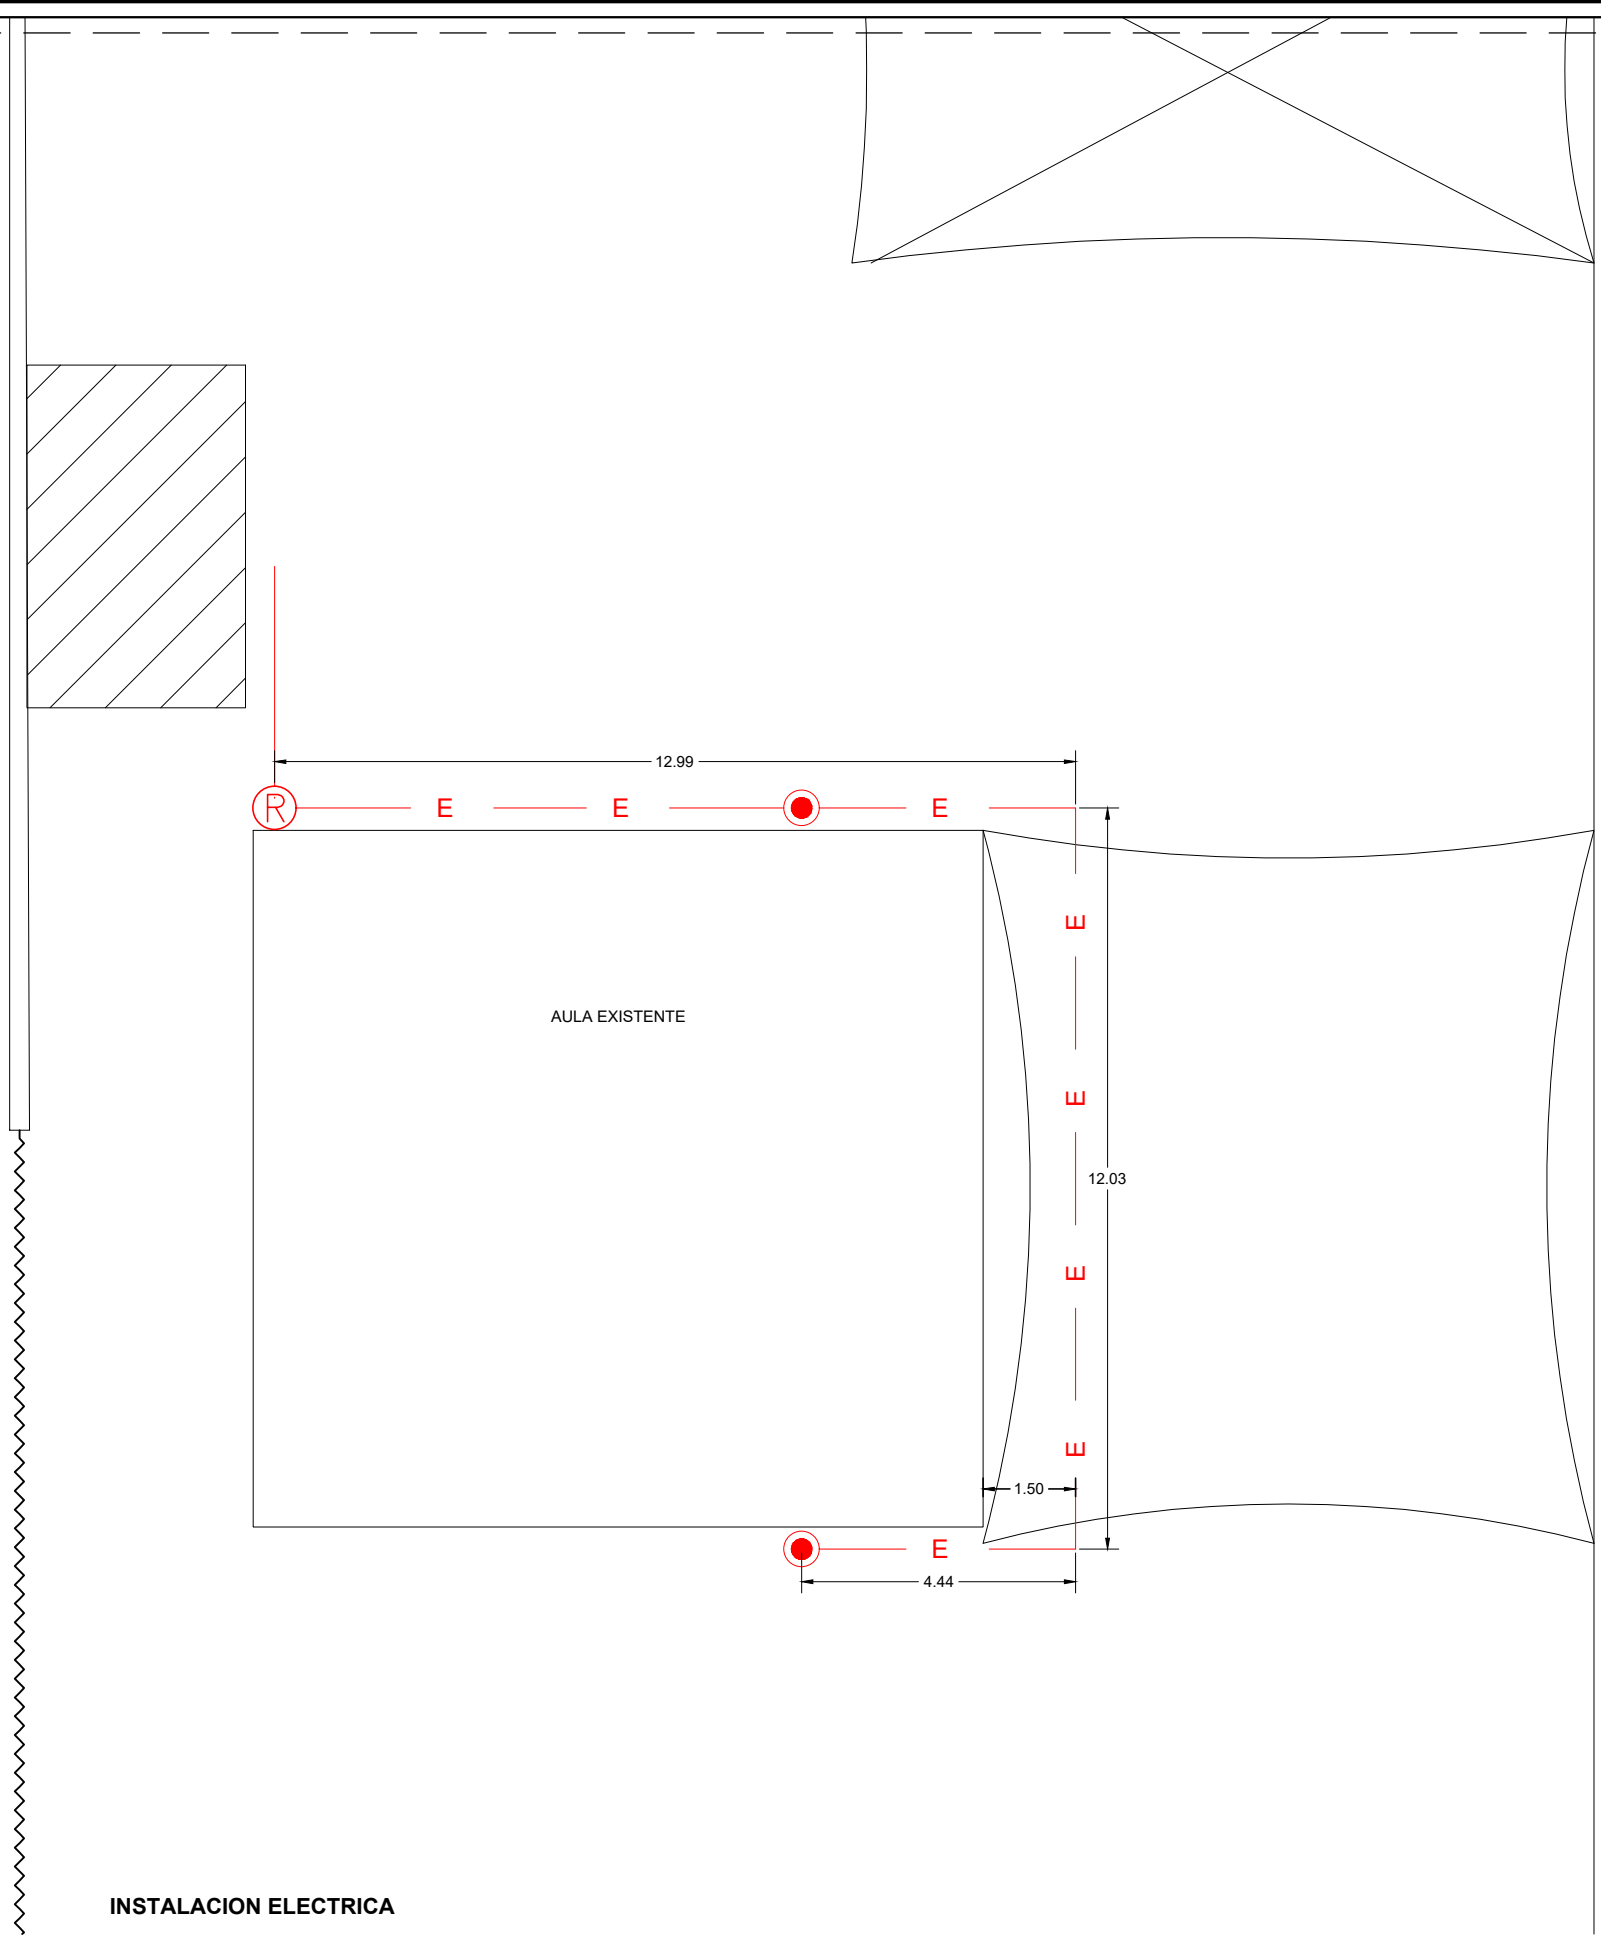 12.99
R E E E
E
AULA EXISTENTE
E
12.03
E
E
1.50
E
4.44
INSTALACION ELECTRICA